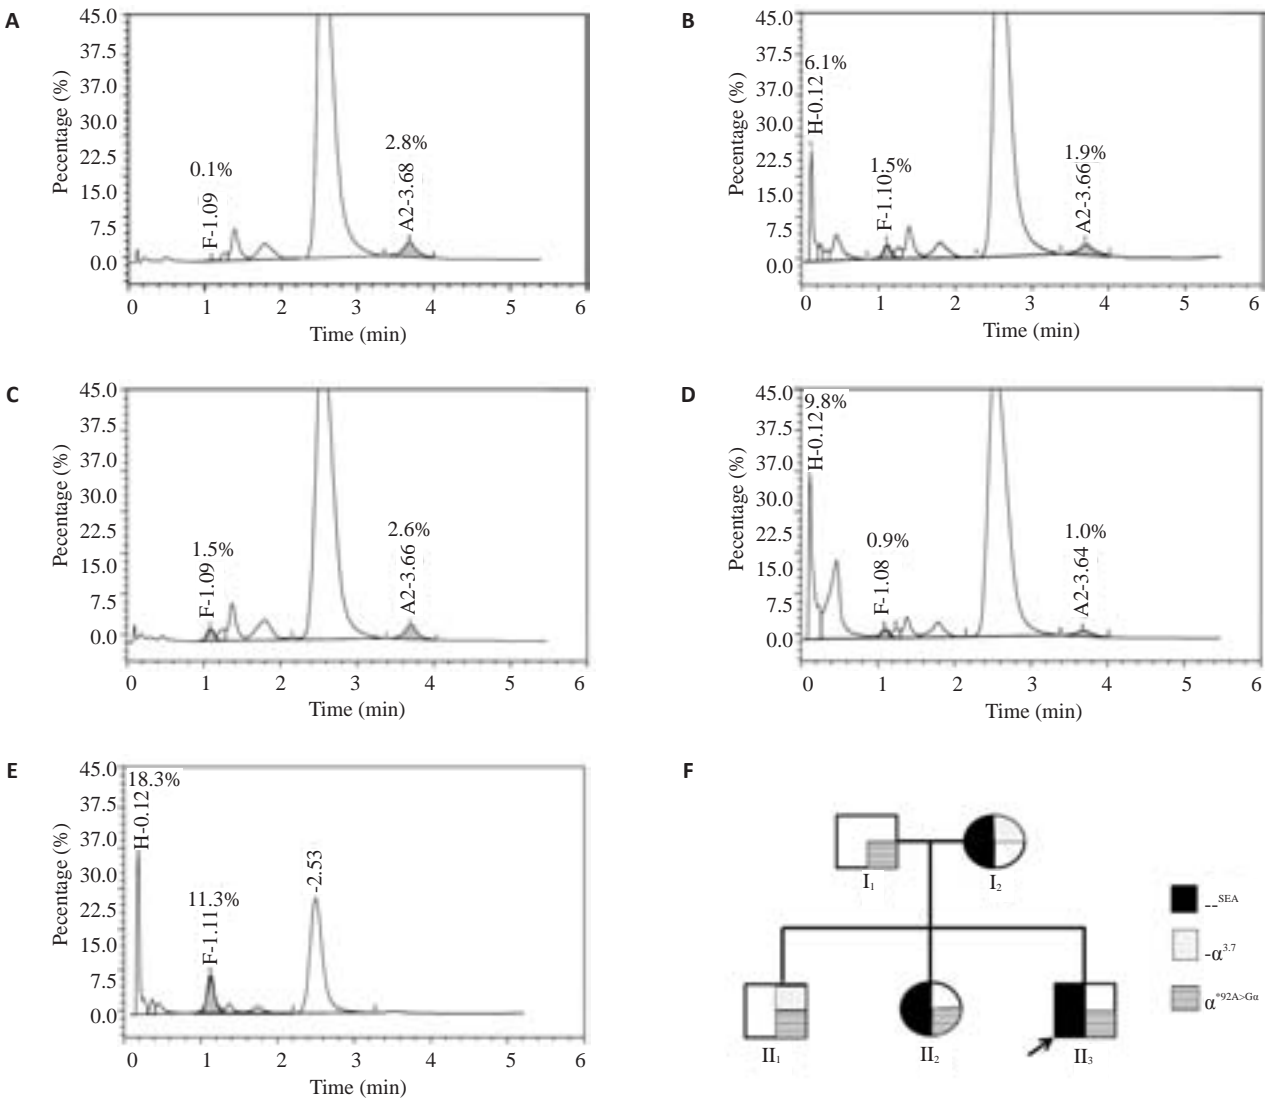 A
45.0
37.5
37.0
30.0
22.5
15.0
7.5
0.0
Pecentage (%)
0.1%
F-1.09
2.8%
A2-3.68
0 1 2 3 4 5 6
Time (min)
B
45.0
37.5
37.0
30.0
22.5
15.0
7.5
0.0
Pecentage (%)
6.1%
H-0.12
1.5%
F-1.10
1.9%
A2-3.66
0 1 2 3 4 5 6
Time (min)
C
45.0
37.5
37.0
30.0
22.5
15.0
7.5
0.0
Pecentage (%)
1.5%
F-1.09
2.6%
A2-3.66
0 1 2 3 4 5 6
Time (min)
D
45.0
37.5
37.0
30.0
22.5
15.0
7.5
0.0
Pecentage (%)
9.8%
H-0.12
0.9%
F-1.08
1.0%
A2-3.64
0 1 2 3 4 5 6
Time (min)
E
45.0
37.5
37.0
30.0
22.5
15.0
7.5
0.0
Pecentage (%)
18.3%
H-0.12
11.3%
F-1.11
-2.53
0 1 2 3 4 5 6
Time (min)
F
I₁ I₂
II₁ II₂ II₃
--SEA
-α3.7
α*92A>Gα